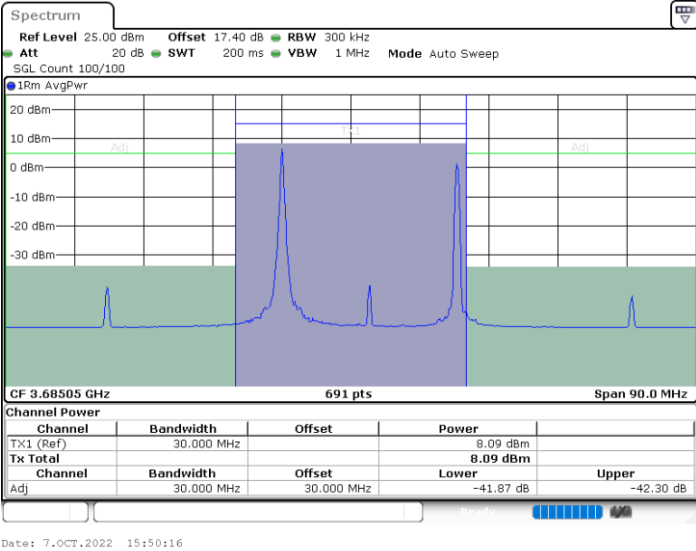 Spectrum
Ref Level 25.00 dBm Offset 17.40 dB RBW 300 kHz
Att 20 dB SWT 200 ms VBW 1 MHz Mode Auto Sweep
SGL Count 100/100
1Rm AvgPwr
20 dBm
TX1
10 dBm
Adj Adj
0 dBm
-10 dBm
-20 dBm
-30 dBm
CF 3.68505 GHz 691 pts Span 90.0 MHz
Channel Power
Channel Bandwidth Offset Power
TX1 (Ref) 30.000 MHz 8.09 dBm
Tx Total 8.09 dBm
Channel Bandwidth Offset Lower Upper
Adj 30.000 MHz 30.000 MHz -41.87 dB -42.30 dB
Ready
Date: 7.OCT.2022 15:50:16